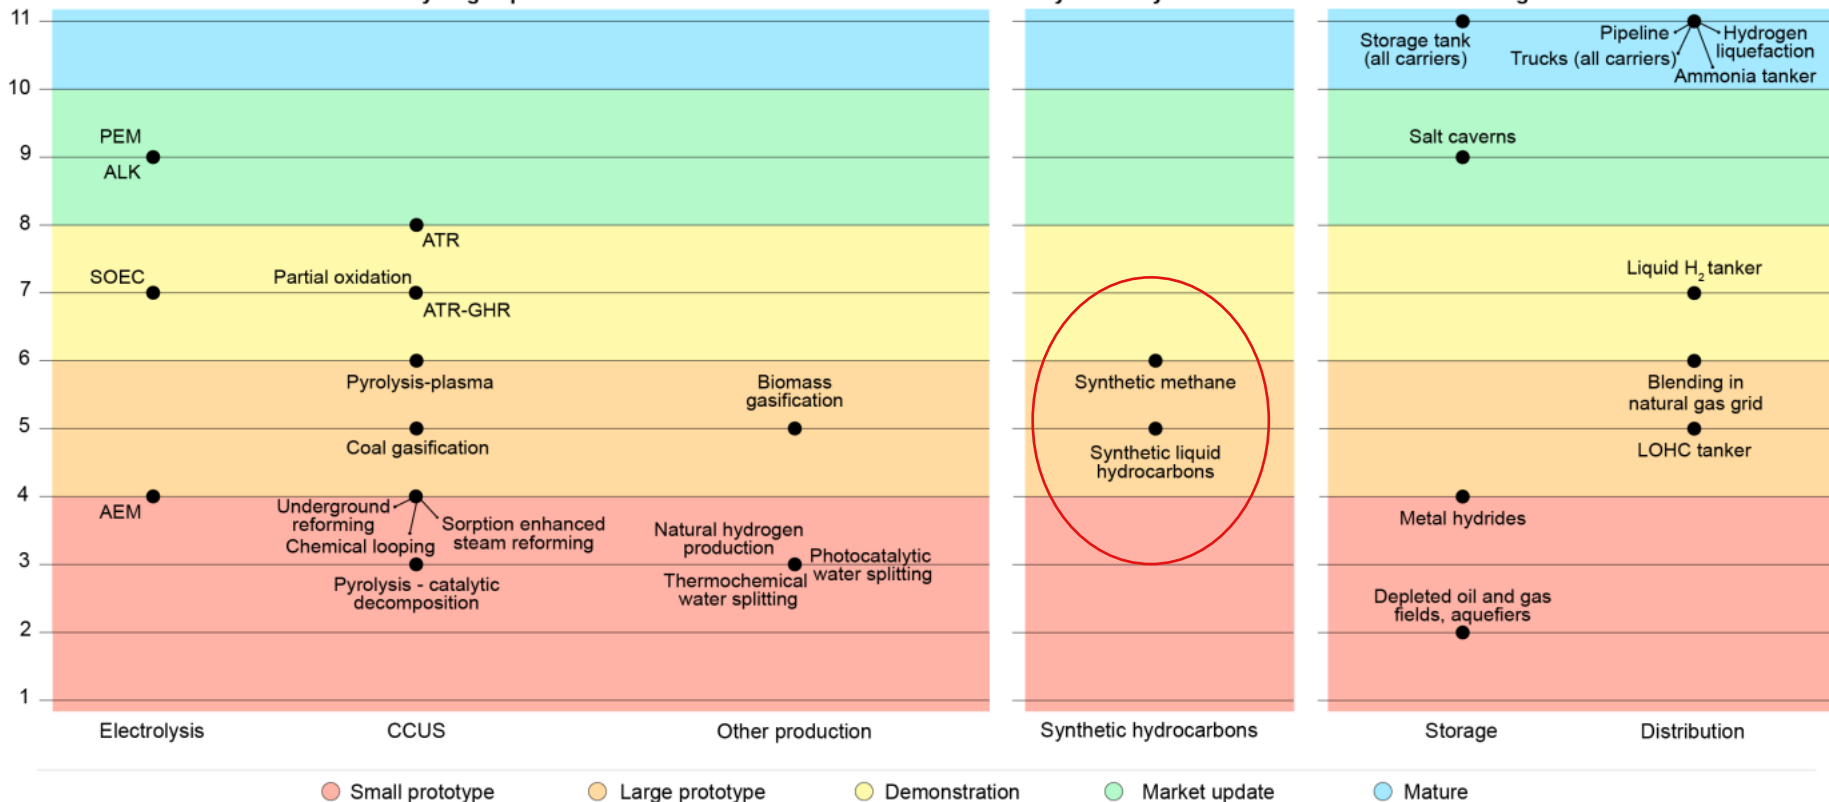 11
10
9
8
7
6
5
4
3
2
1
PEM
ALK
SOEC
AEM
ATR
Partial oxidation
ATR-GHR
Pyrolysis-plasma
Coal gasification
Underground
reforming
Chemical looping
Sorption enhanced
steam reforming
Pyrolysis - catalytic
decomposition
Biomass
gasification
Natural hydrogen
production
Photocatalytic
water splitting
Thermochemical
water splitting
Synthetic methane
Synthetic liquid
hydrocarbons
Storage tank
(all carriers)
Salt caverns
Metal hydrides
Depleted oil and gas
fields, aquefiers
Pipeline
Hydrogen
liquefaction
Trucks (all carriers)
Ammonia tanker
Liquid H2 tanker
Blending in
natural gas grid
LOHC tanker
Electrolysis
CCUS
Other production
Synthetic hydrocarbons
Storage
Distribution
Small prototype
Large prototype
Demonstration
Market update
Mature